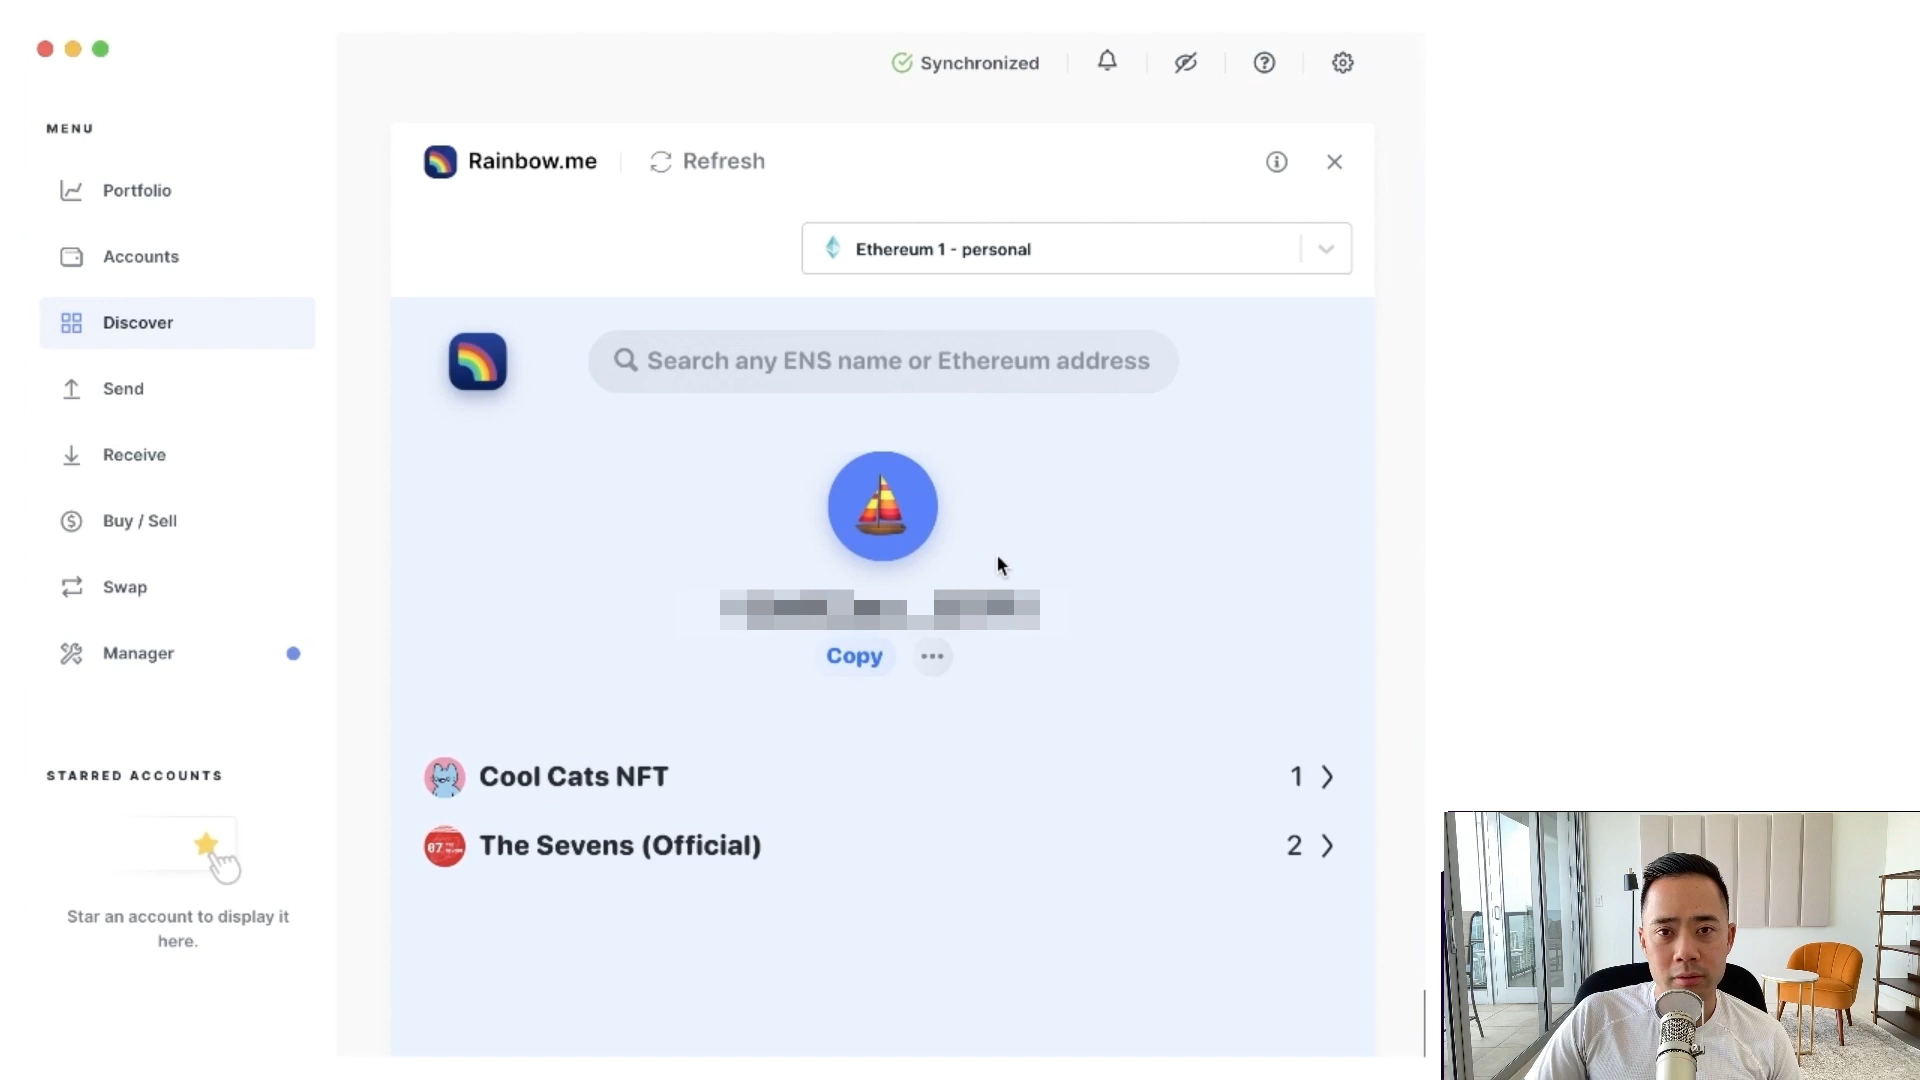 Synchronized
MENU
Portfolio
Accounts
Discover
Send
Receive
Buy / Sell
Swap
Manager
STARRED ACCOUNTS
Star an account to display it
here.
Rainbow.me
Refresh
Ethereum 1 - personal
Search any ENS name or Ethereum address
Copy
Cool Cats NFT
1
The Sevens (Official)
2